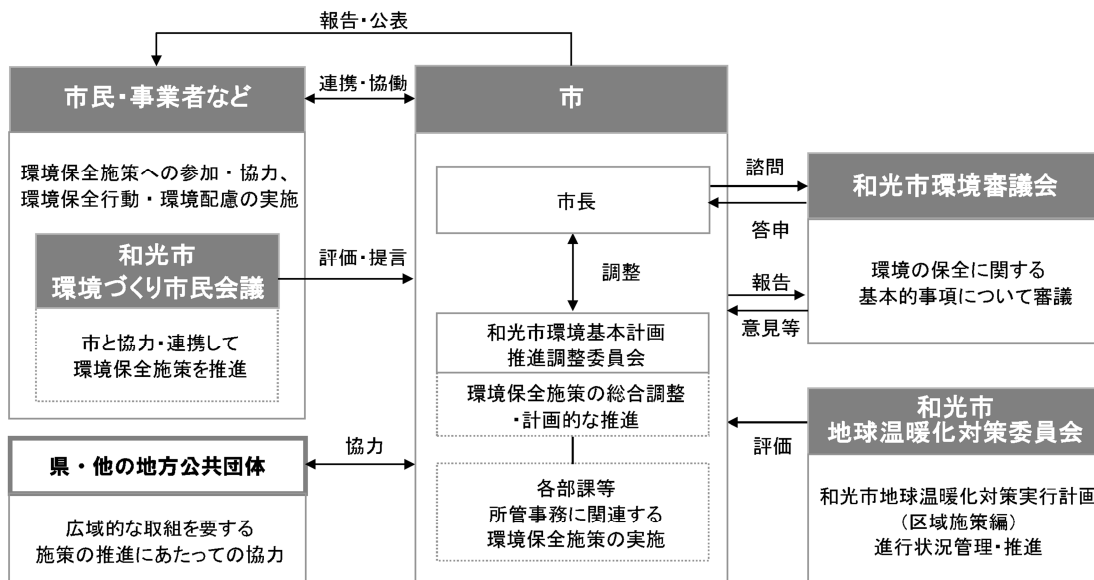 報告・公表
市民・事業者など
環境保全施策への参加・協力、
環境保全行動・環境配慮の実施
和光市
環境づくり市民会議
市と協力・連携して
環境保全施策を推進
県・他の地方公共団体
広域的な取組を要する
施策の推進にあたっての協力
連携・協働
評価・提言
協力
市
市長
調整
和光市環境基本計画
推進調整委員会
環境保全施策の総合調整
・計画的な推進
各部課等
所管事務に関連する
環境保全施策の実施
諮問
答申
報告
意見等
評価
和光市環境審議会
環境の保全に関する
基本的事項について審議
和光市
地球温暖化対策委員会
和光市地球温暖化対策実行計画
（区域施策編）
進行状況管理・推進